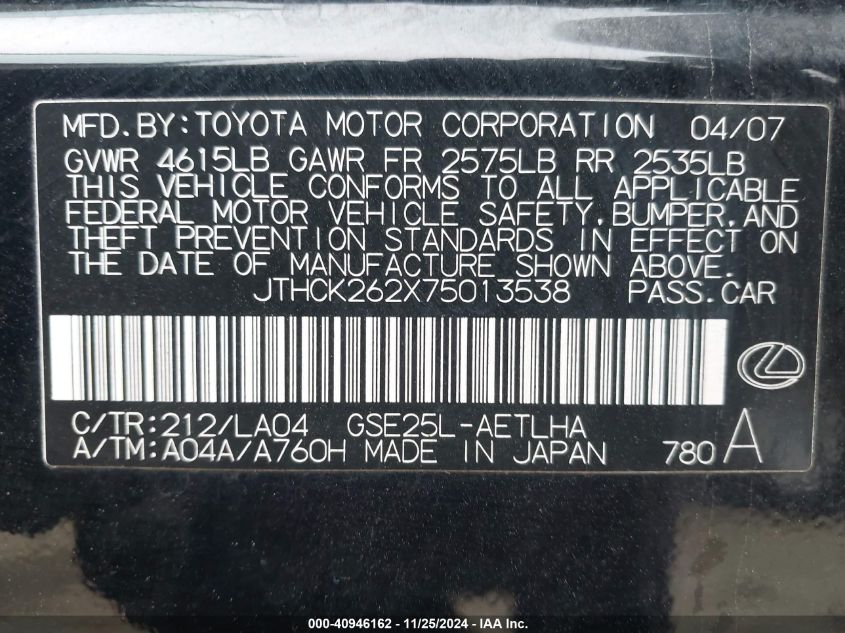 MFD.BY:TOYOTA MOTOR CORPORATION 04/07
GVWR 4615LB GAWR FR 2575LB RR 2535LB
THIS VEHICLE CONFORMS TO ALL APPLICABLE
FEDERAL MOTOR VEHICLE SAFETY,BUMPER,AND
THEFT PREVENTION STANDARDS IN EFFECT ON
THE DATE OF MANUFACTURE SHOWN ABOVE.
JTHCK262X75013538 PASS.CAR
C/TR:212/LA04 GSE25L-AETLHA
A/TM:A04A/A760H MADE IN JAPAN 780 A
000-40946162 - 11/25/2024 - IAA Inc.